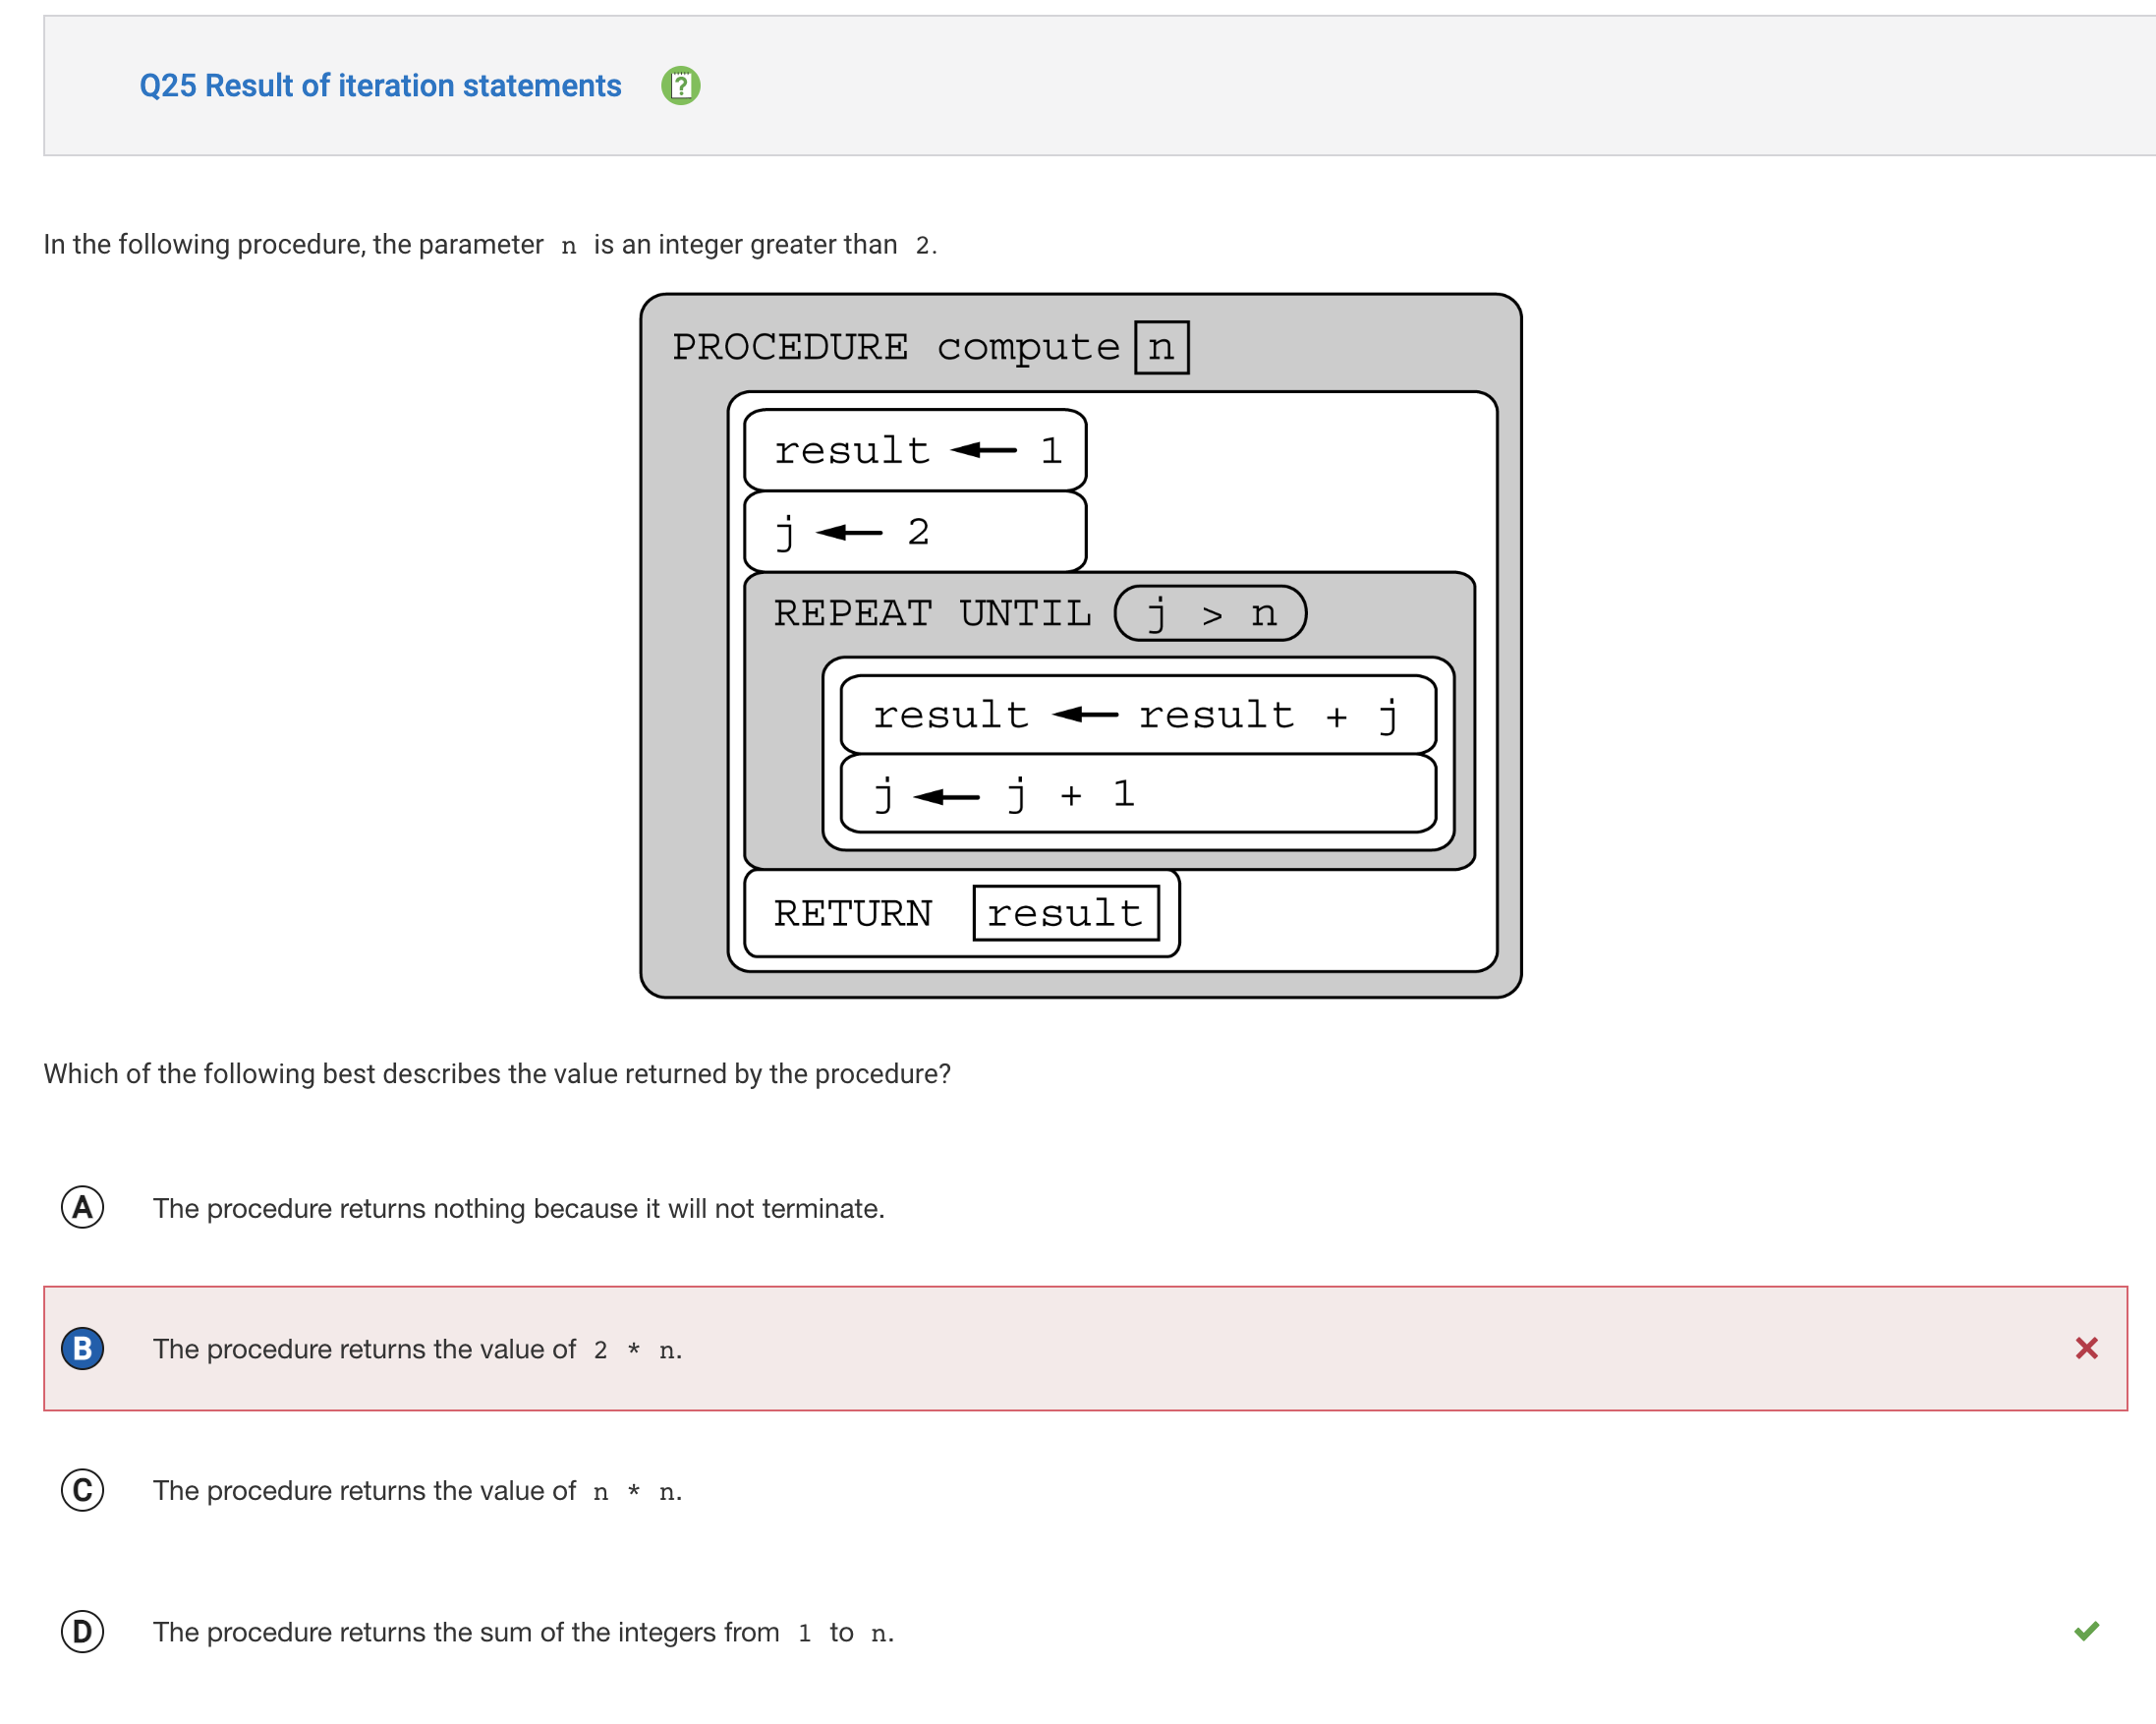 Q25 Result of iteration statements
In the following procedure, the parameter n is an integer greater than 2.
PROCEDURE compute n
result ← 1
j ← 2
REPEAT UNTIL j > n
result ← result + j
j ← j + 1
RETURN result
Which of the following best describes the value returned by the procedure?
A The procedure returns nothing because it will not terminate.
B The procedure returns the value of 2 * n.
C The procedure returns the value of n * n.
D The procedure returns the sum of the integers from 1 to n.